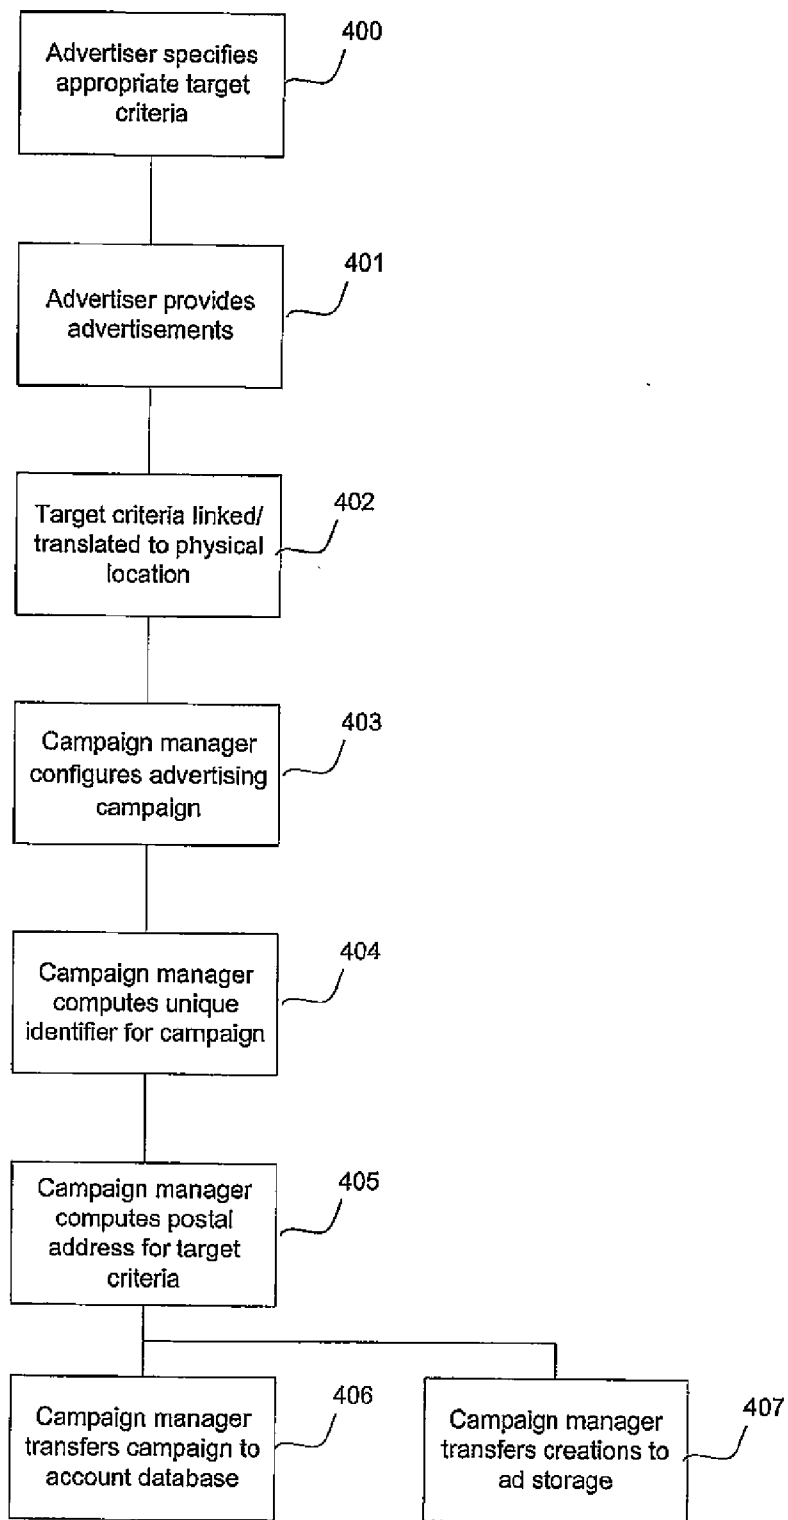 Advertiser specifies
appropriate target
criteria
400
Advertiser provides
advertisements
401
Target criteria linked/
translated to physical
location
402
Campaign manager
configures advertising
campaign
403
Campaign manager
computes unique
identifier for campaign
404
Campaign manager
computes postal
address for target
criteria
405
Campaign manager
transfers campaign to
account database
406
Campaign manager
transfers creations to
ad storage
407